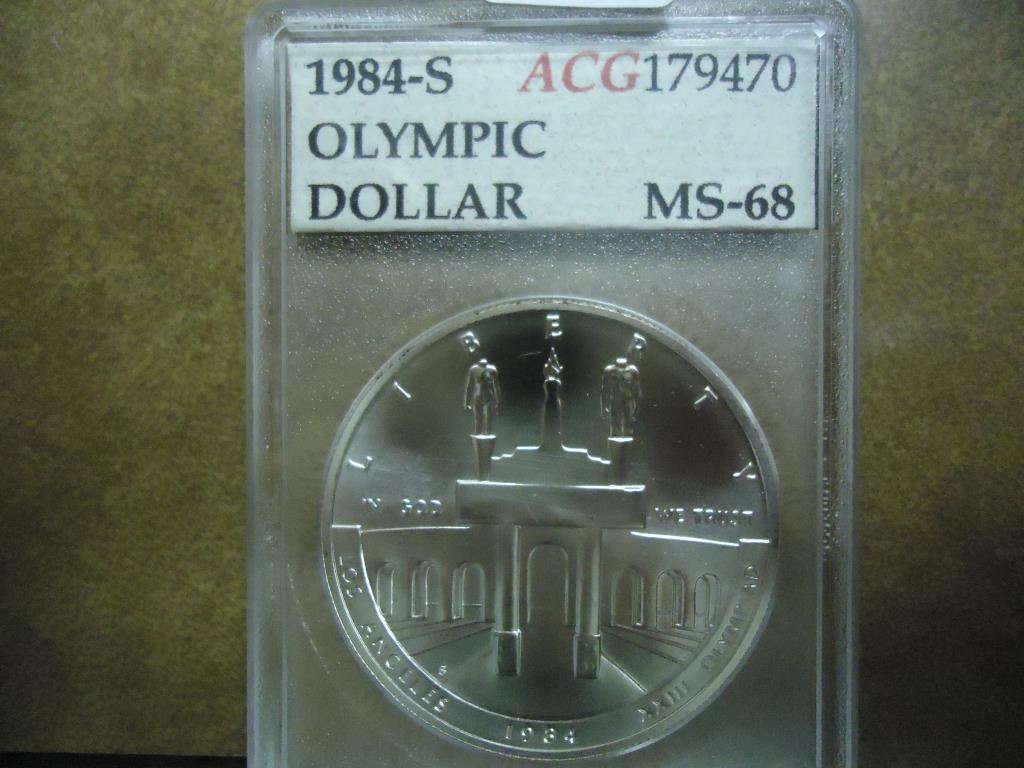 1984-S ACG179470
OLYMPIC
DOLLAR MS-68
LIBERTY
IN GOD WE TRUST
LOS ANGELES XXIII OLYMPIAD
S
1984